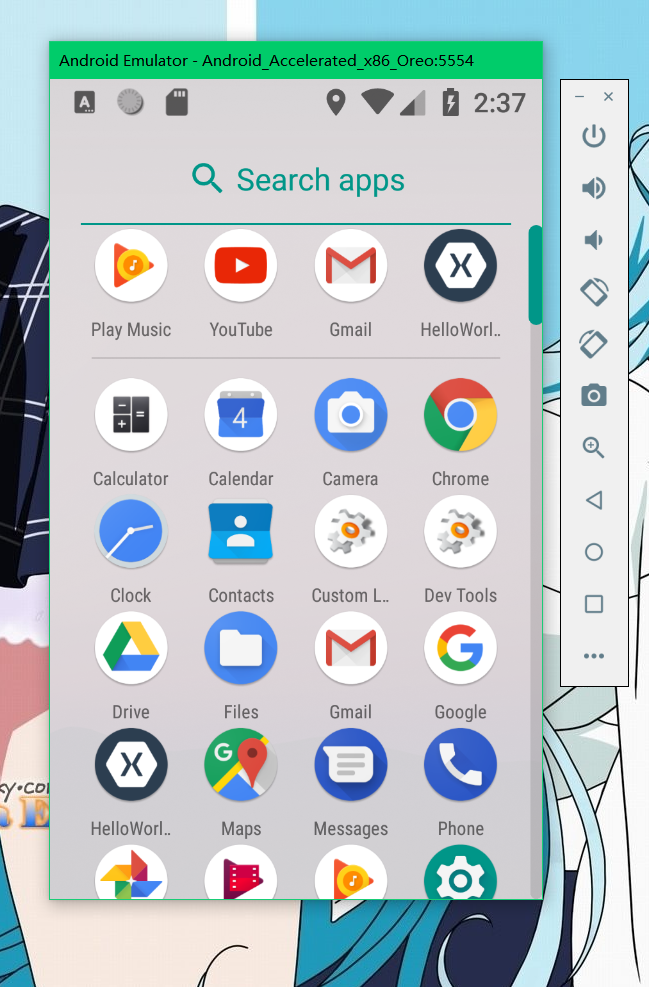 Android Emulator - Android_Accelerated_x86_Oreo:5554
A
2:37
Search apps
Play Music
YouTube
Gmail
HelloWorl..
4
Calculator
Calendar
Camera
Chrome
Clock
Contacts
Custom L..
Dev Tools
Drive
Files
Gmail
Google
G
HelloWorl..
Maps
Messages
Phone